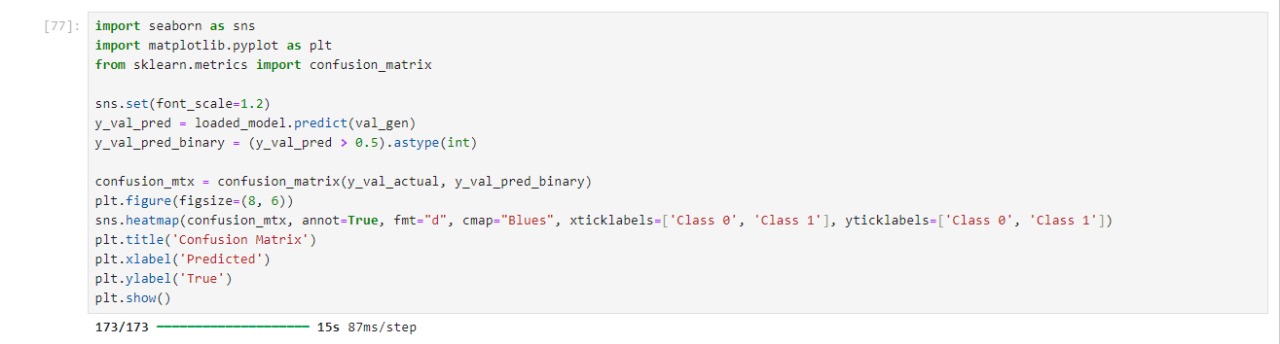 [77]: import seaborn as sns
import matplotlib.pyplot as plt
from sklearn.metrics import confusion_matrix
sns.set(font_scale=1.2)
y_val_pred = loaded_model.predict(val_gen)
y_val_pred_binary = (y_val_pred > 0.5).astype(int)
confusion_mtx = confusion_matrix(y_val_actual, y_val_pred_binary)
plt.figure(figsize=(8, 6))
sns.heatmap(confusion_mtx, annot=True, fmt="d", cmap="Blues", xticklabels=['Class 0', 'Class 1'], yticklabels=['Class 0', 'Class 1'])
plt.title('Confusion Matrix')
plt.xlabel('Predicted')
plt.ylabel('True')
plt.show()
173/173 15s 87ms/step